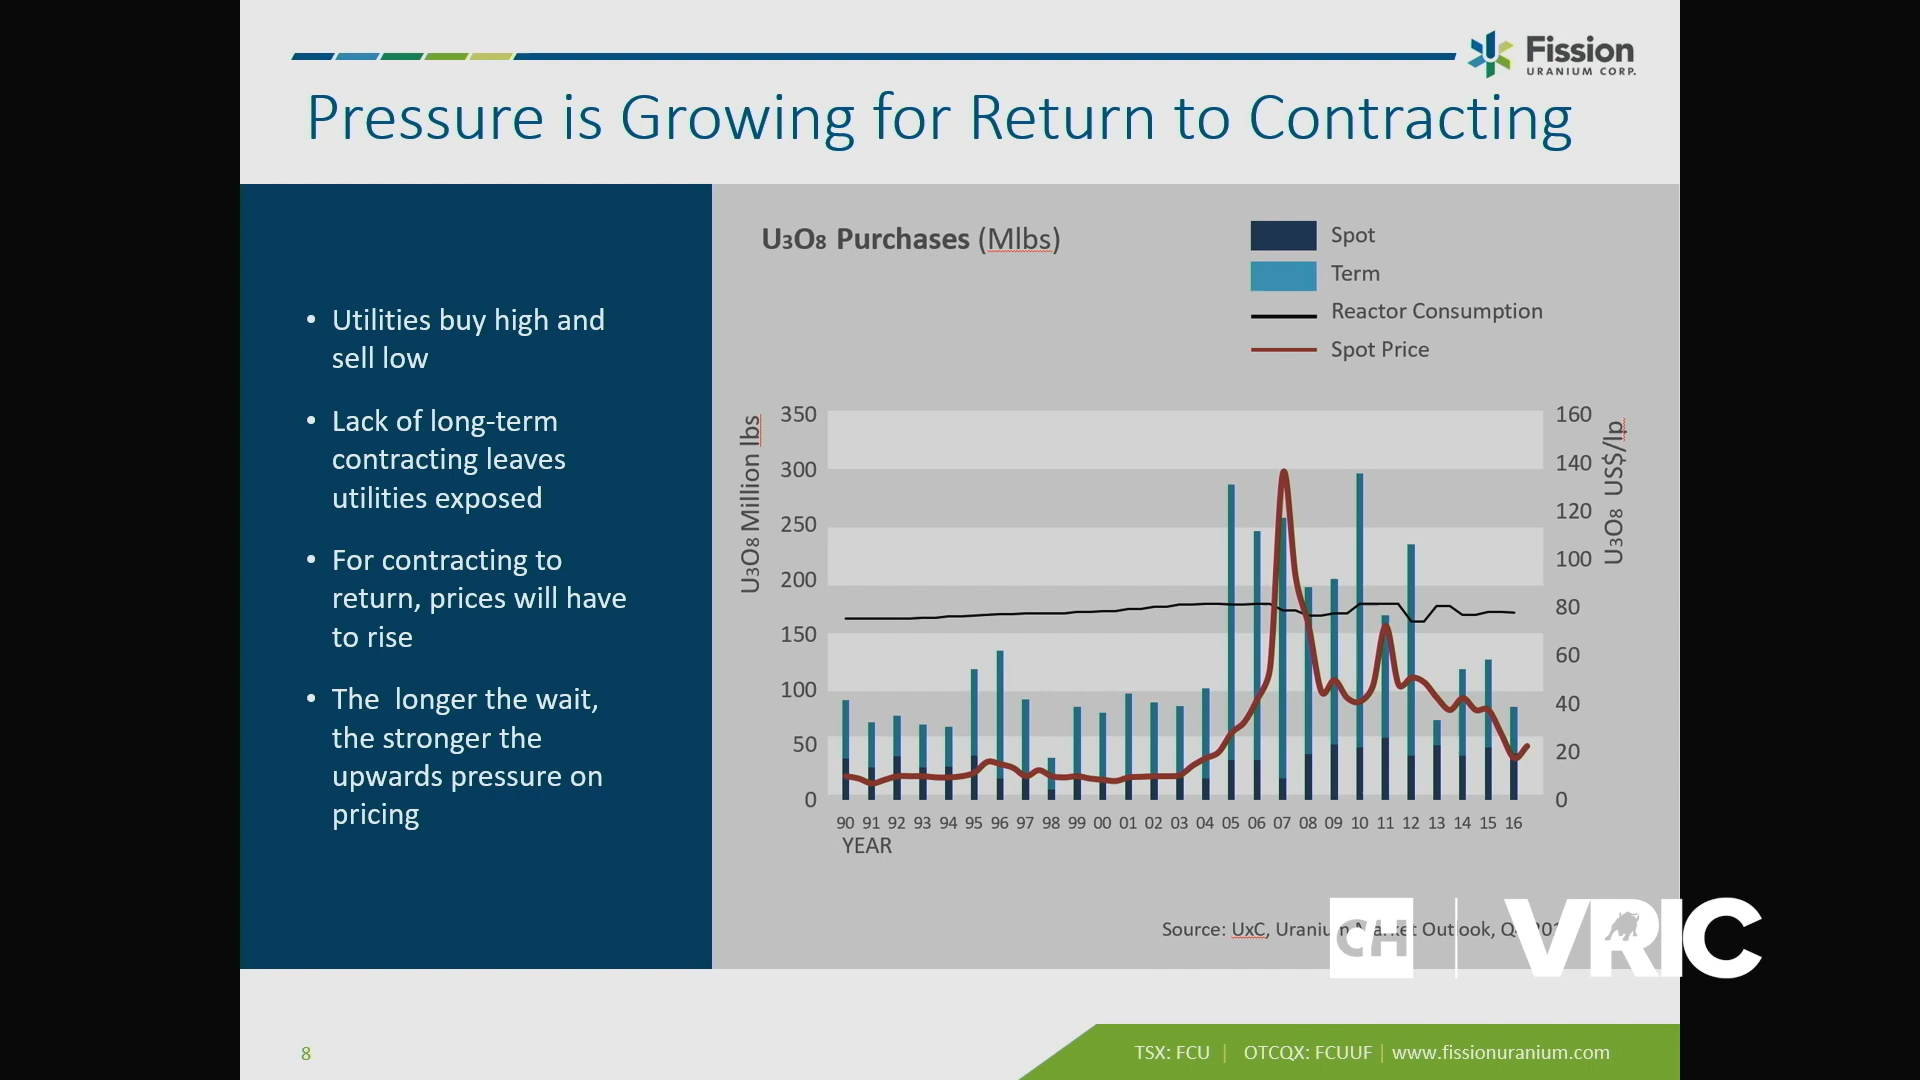 Fission
URANIUM CORP.
Pressure is Growing for Return to Contracting
• Utilities buy high and
sell low
• Lack of long-term
contracting leaves
utilities exposed
• For contracting to
return, prices will have
to rise
• The longer the wait,
the stronger the
upwards pressure on
pricing
U3O8 Purchases (Mlbs)
Spot
Term
Reactor Consumption
Spot Price
U3O8 Million lbs
350
300
250
200
150
100
50
0
160
140
120
100
80
60
40
20
0
U3O8 US$/lp
90 91 92 93 94 95 96 97 98 99 00 01 02 03 04 05 06 07 08 09 10 11 12 13 14 15 16
YEAR
Source: UxC, Uranium Market Outlook,
CH | VRIC
8
TSX: FCU | OTCQX: FCUUF | www.fissionuranium.com